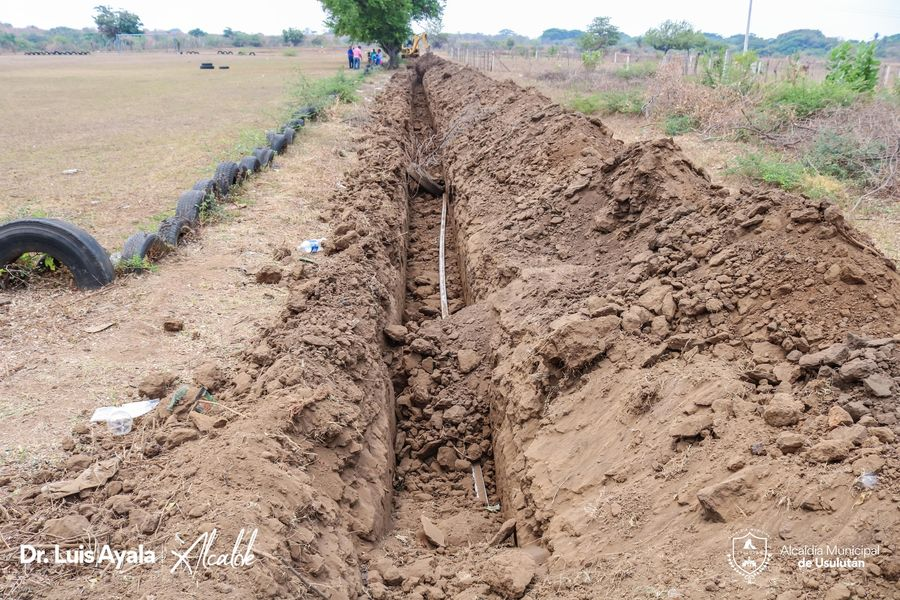 Dr. Luis Ayala
Alcalde
Alcaldía Municipal
de Usulután